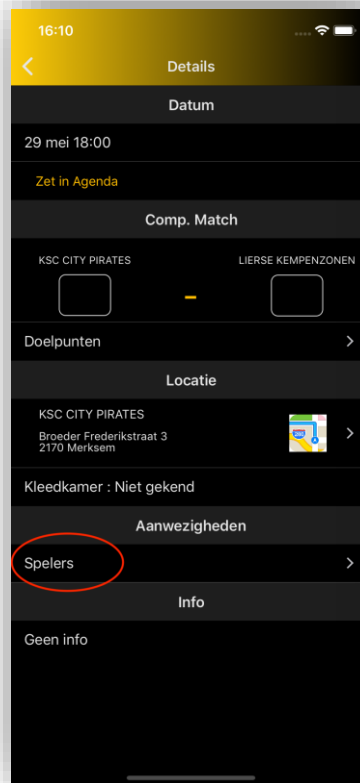 16:10
Details
Datum
29 mei 18:00
Zet in Agenda
Comp. Match
KSC CITY PIRATES
LIERSE KEMPENZONEN
-
Doelpunten
Locatie
KSC CITY PIRATES
Broeder Frederikstraat 3
2170 Merksem
Kleedkamer : Niet gekend
Aanwezigheden
Spelers
Info
Geen info